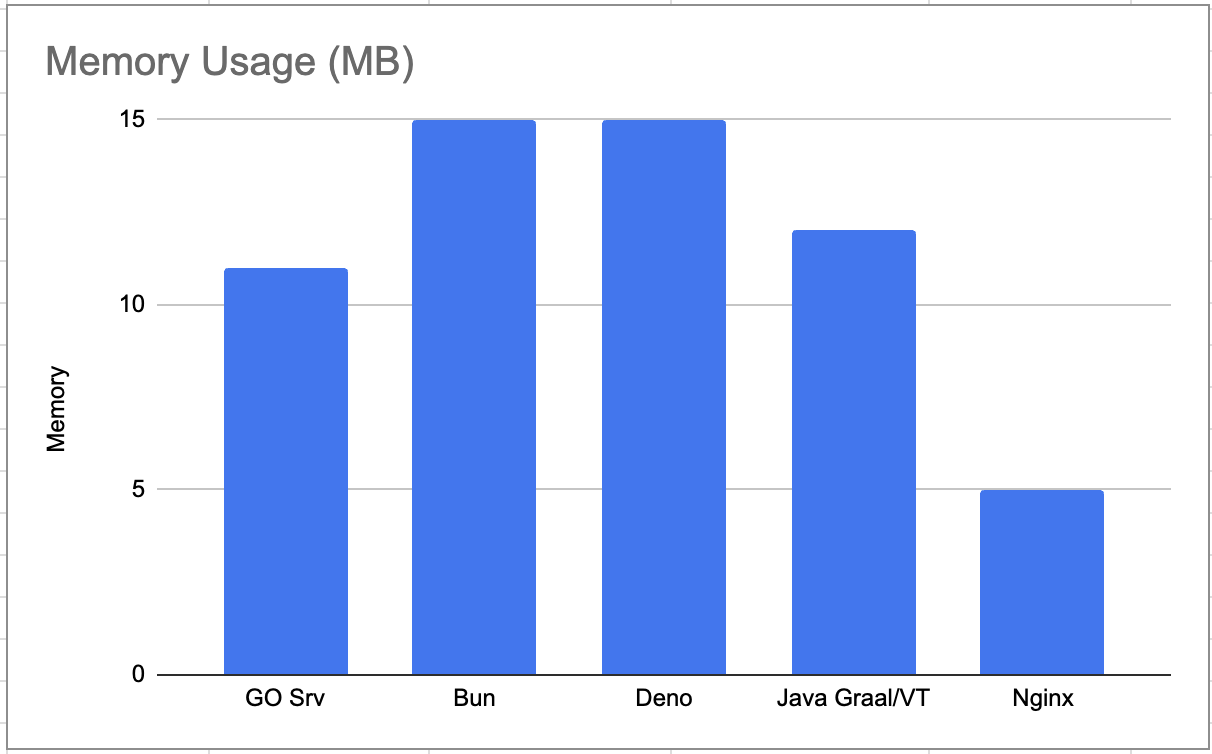 Memory Usage (MB)
15
10
5
0
Memory
GO Srv
Bun
Deno
Java Graal/VT
Nginx